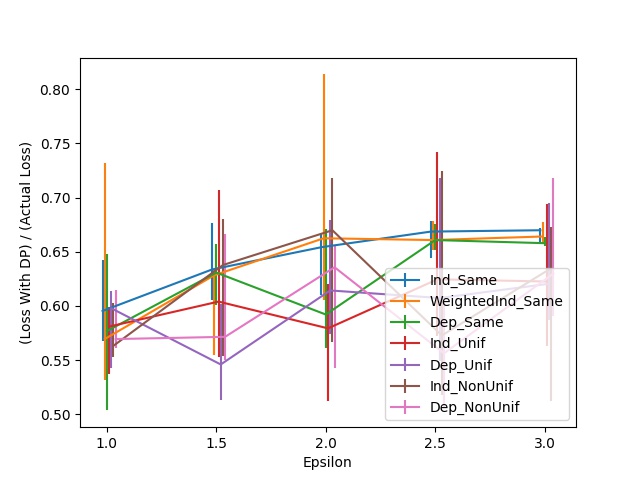 0.80
0.75
0.70
0.65
0.60
0.55
0.50
(Loss With DP) / (Actual Loss)
Ind_Same
WeightedInd_Same
Dep_Same
Ind_Unif
Dep_Unif
Ind_NonUnif
Dep_NonUnif
1.0 1.5 2.0 2.5 3.0
Epsilon